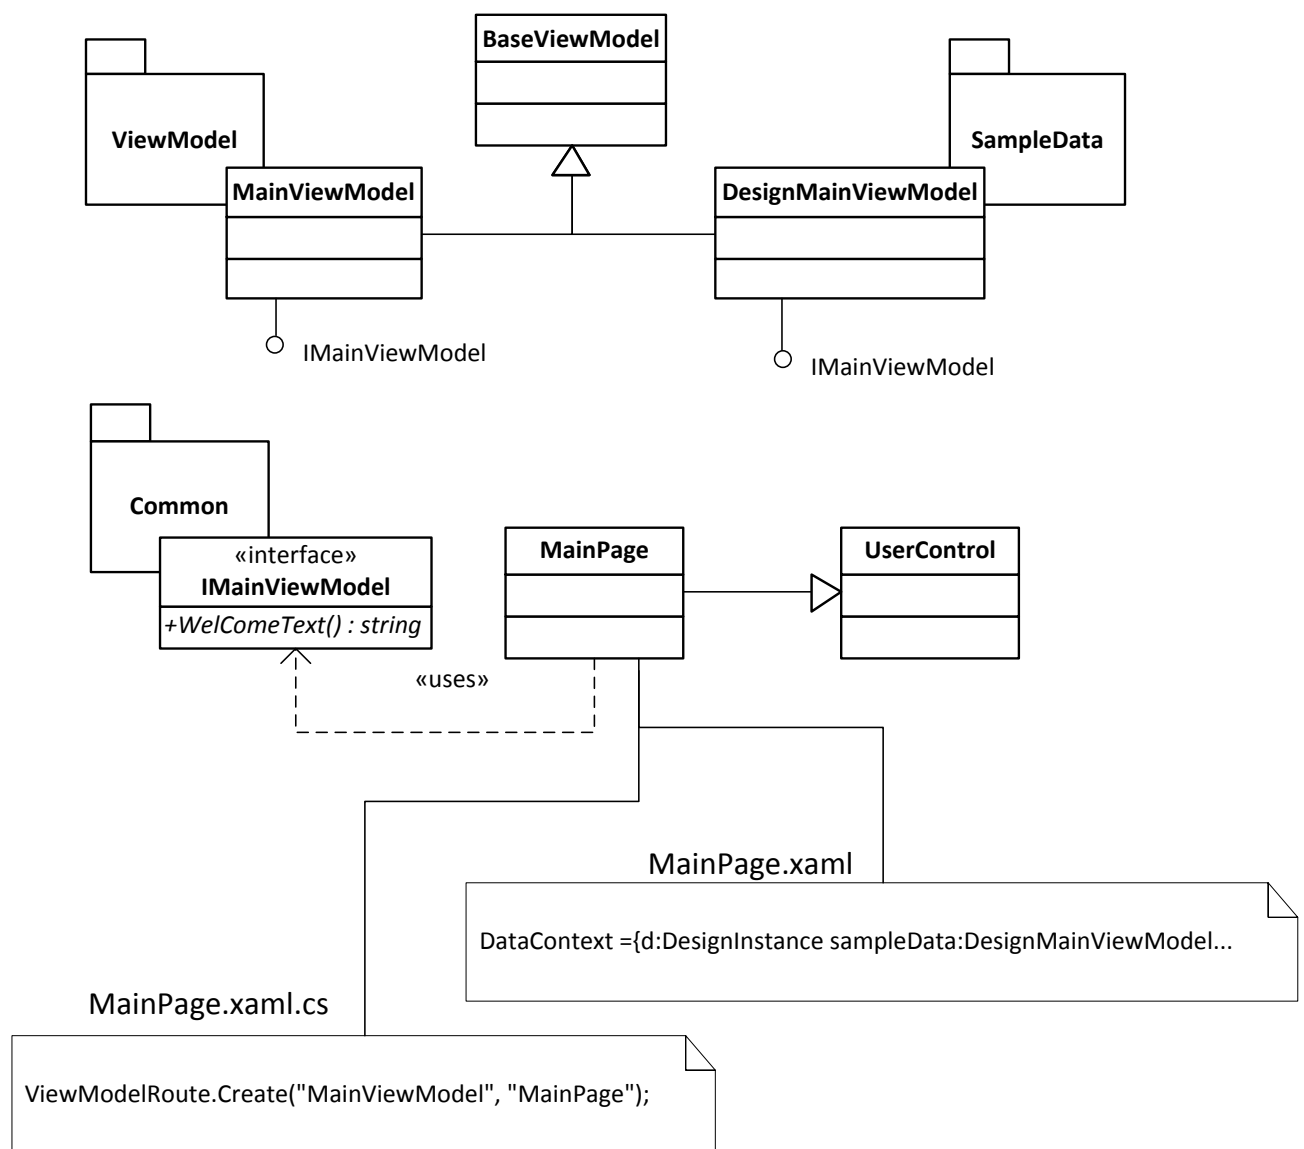 BaseViewModel
ViewModel
SampleData
MainViewModel
DesignMainViewModel
IMainViewModel
IMainViewModel
Common
«interface»
IMainViewModel
+WelComeText() : string
MainPage
UserControl
«uses»
MainPage.xaml
DataContext ={d:DesignInstance sampleData:DesignMainViewModel...
MainPage.xaml.cs
ViewModelRoute.Create("MainViewModel", "MainPage");